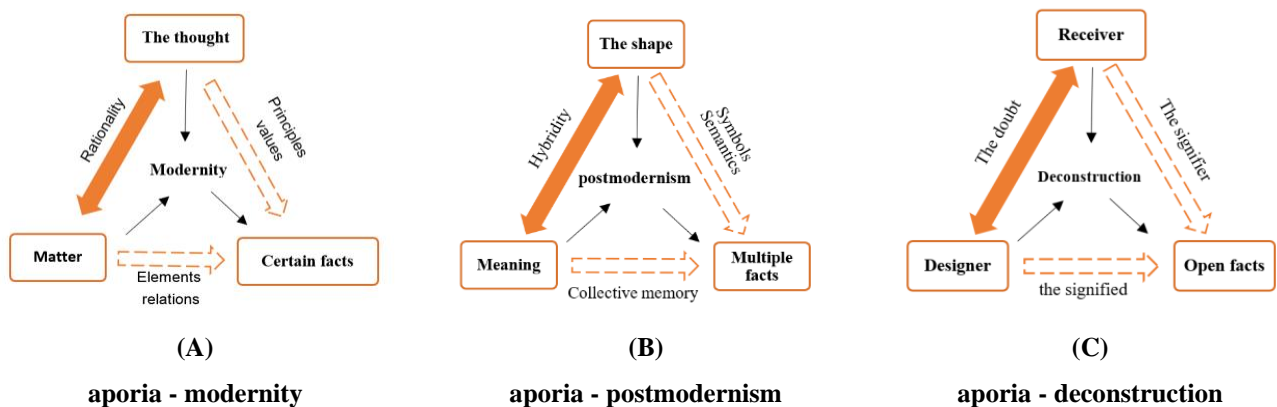 The thought
Rationality
Principles
values
Modernity
Matter
Certain facts
Elements
relations
(A)
aporia - modernity
The shape
Hybridity
Symbols
Semantics
postmodernism
Meaning
Multiple
facts
Collective memory
(B)
aporia - postmodernism
Receiver
The doubt
The signifier
Deconstruction
Designer
Open facts
the signified
(C)
aporia - deconstruction